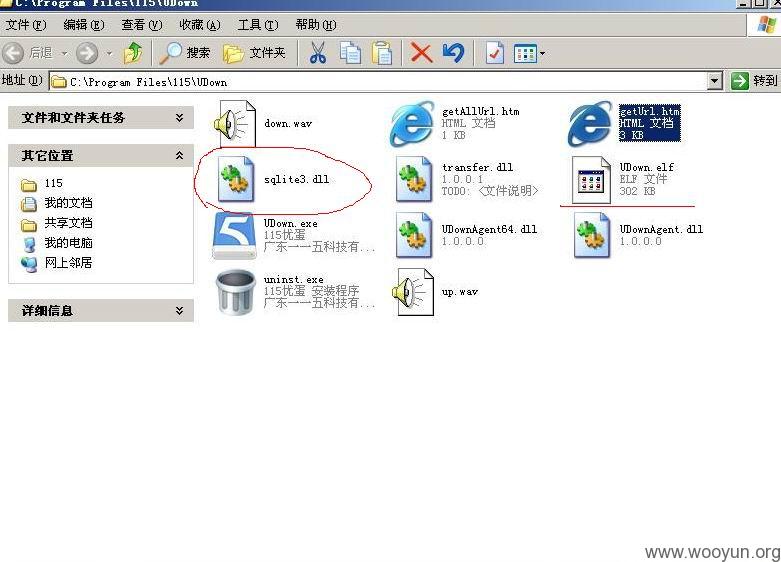 C:\Program Files\115\UDown
文件(F) 编辑(E) 查看(V) 收藏(A) 工具(T) 帮助(H)
后退 搜索 文件夹
地址(D) C:\Program Files\115\UDown 转到
文件和文件夹任务
其它位置
115
我的文档
共享文档
我的电脑
网上邻居
详细信息
down.wav
getAllUrl.htm
HTML 文档
1 KB
getUrl.htm
HTML 文档
3 KB
sqlite3.dll
transfer.dll
1.0.0.1
TODO: <文件说明>
UDown.elf
ELF 文件
302 KB
UDown.exe
115优蛋
广东一一五科技有...
UDownAgent64.dll
1.0.0.0
UDownAgent.dll
1.0.0.0
uninst.exe
115优蛋 安装程序
广东一一五科技有...
up.wav
www.wooyun.org